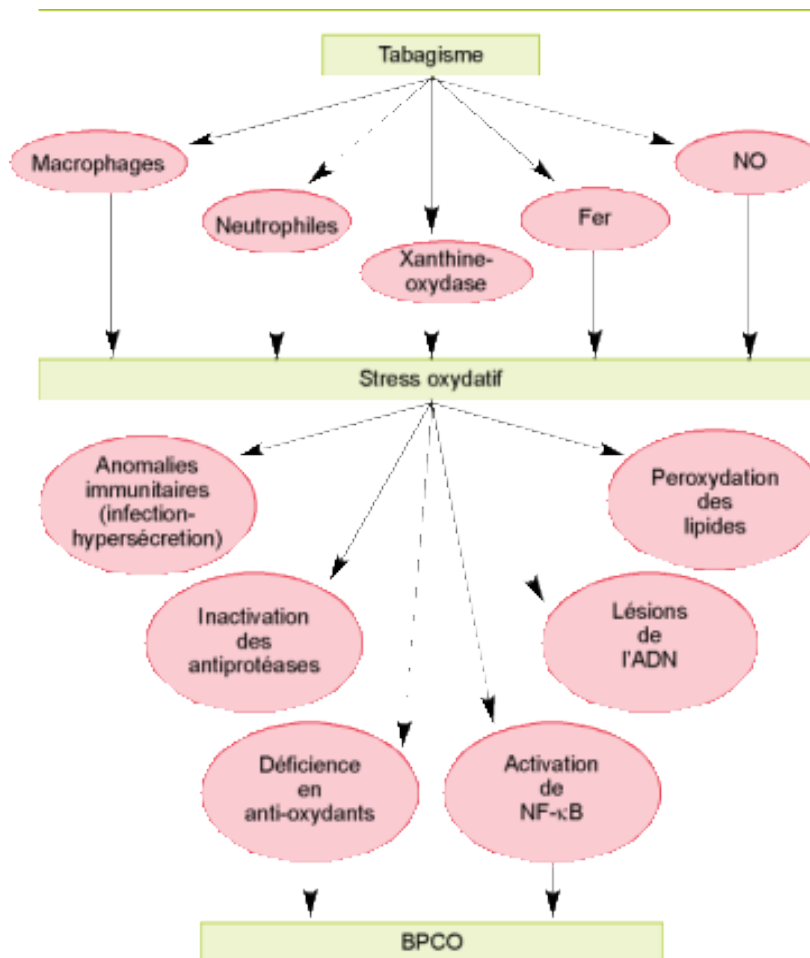 Tabagisme
Macrophages
NO
Neutrophiles
Fer
Xanthine-
oxydase
Stress oxydatif
Anomalies
immunitaires
(infection-
hypersécretion)
Peroxydation
des
lipides
Inactivation
des
antiprotéases
Lésions
de
l'ADN
Déficience
en
anti-oxydants
Activation
de
NF-κB
BPCO